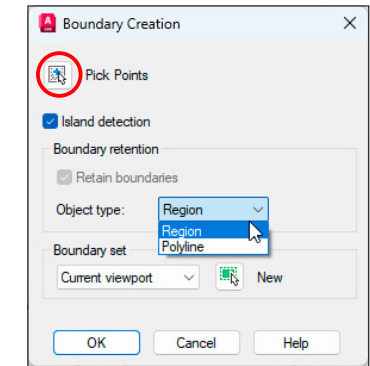 Boundary Creation
Pick Points
Island detection
Boundary retention
Retain boundaries
Object type: Region
Region
Polyline
Boundary set
Current viewport New
OK Cancel Help